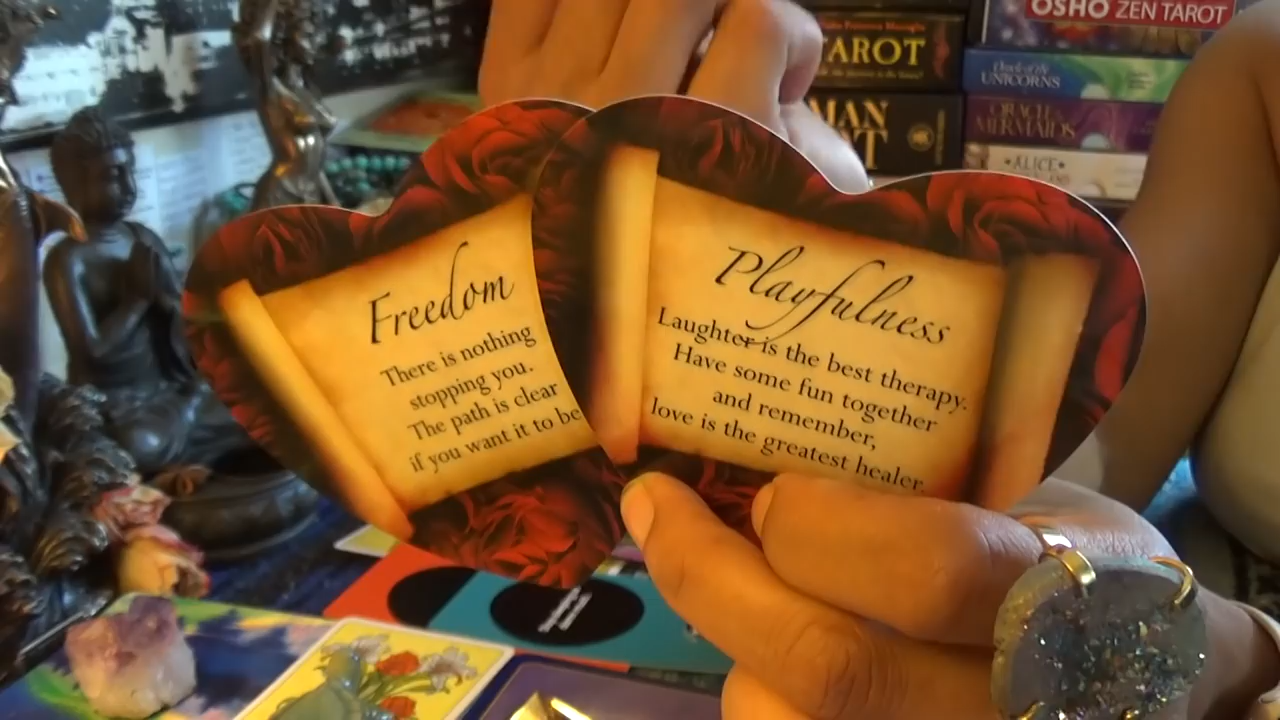 OSHO ZEN TAROT
TAROT
Oracle of the
UNICORNS
MAN
ORACLE
MERMAIDS
ALICE
Freedom
There is nothing
stopping you.
The path is clear
if you want it to be
Playfulness
Laughter is the best therapy.
Have some fun together
and remember,
love is the greatest healer.